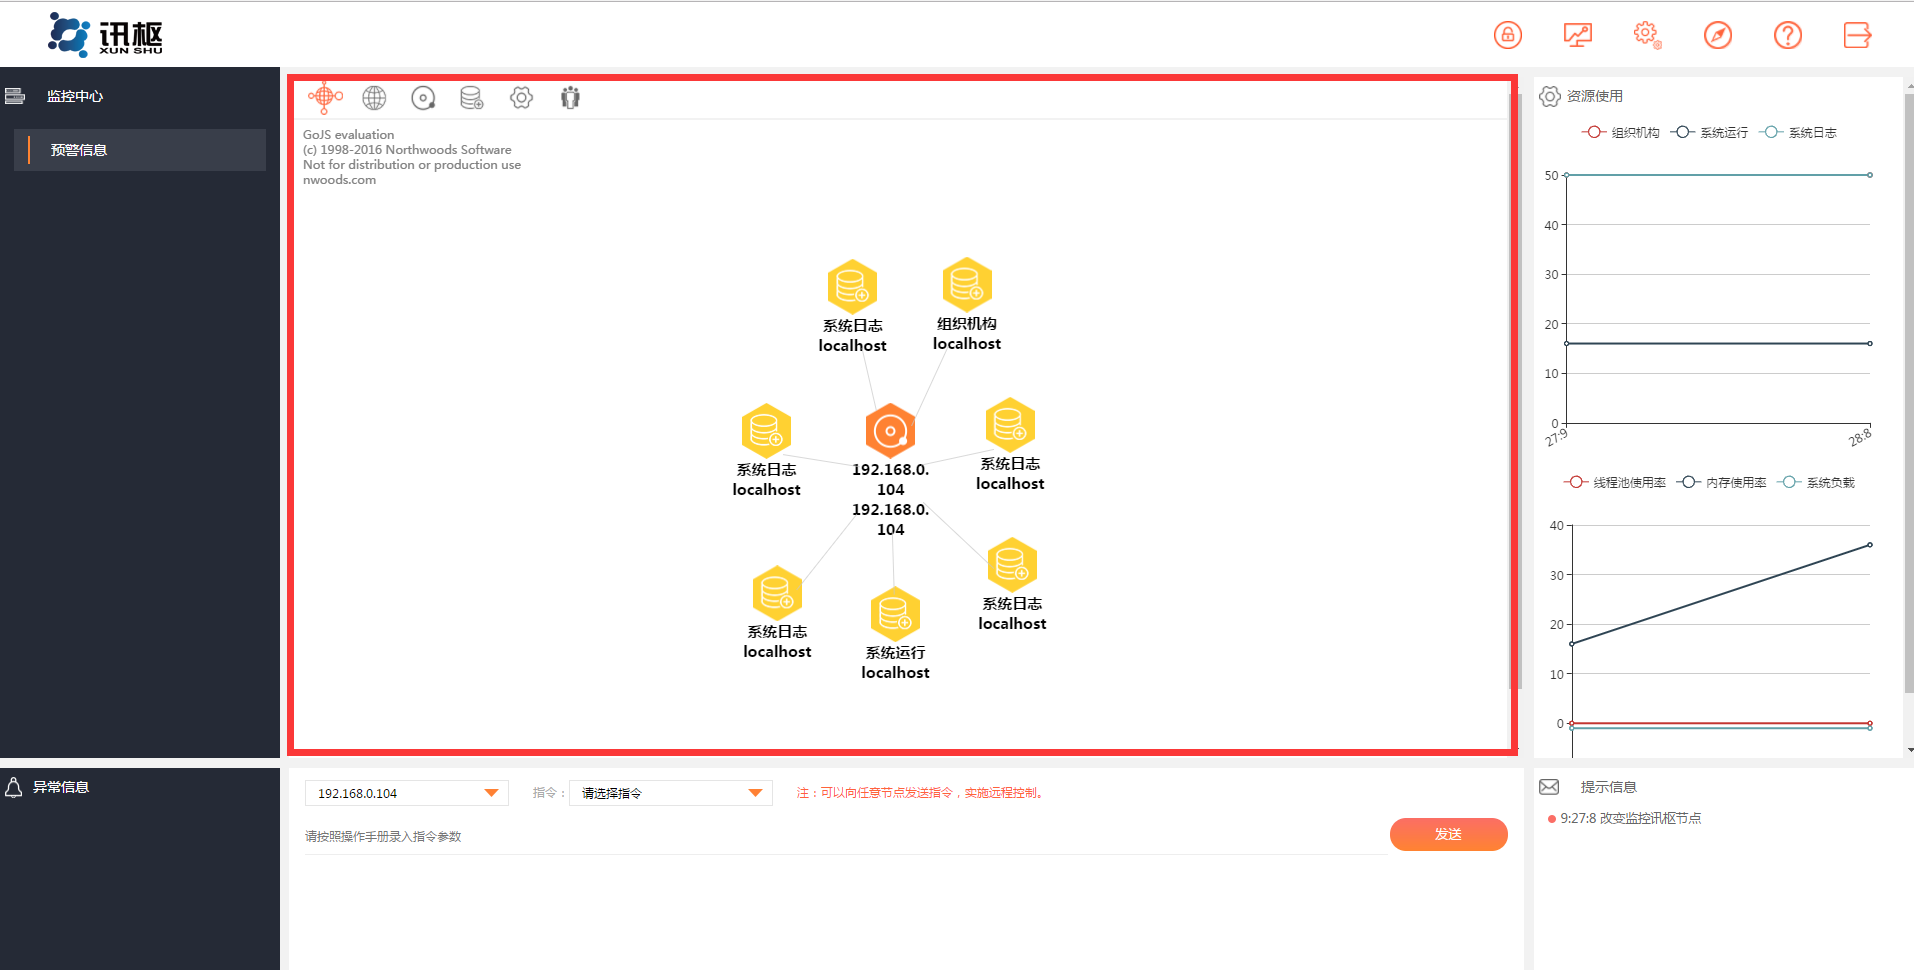 讯枢
XUN SHU
监控中心
预警信息
GoJS evaluation
(c) 1998-2016 Northwoods Software
Not for distribution or production use
nwoods.com
系统日志
localhost
组织机构
localhost
系统日志
localhost
192.168.0.
104
192.168.0.
104
系统日志
localhost
系统日志
localhost
系统运行
localhost
系统日志
localhost
资源使用
组织机构 系统运行 系统日志
50
40
30
20
10
0
27:9 28:8
线程池使用率 内存使用率 系统负载
40
30
20
10
0
异常信息
192.168.0.104 指令： 请选择指令 注：可以向任意节点发送指令，实施远程控制。
请按照操作手册录入指令参数
发送
提示信息
9:27:8 改变监控讯枢节点